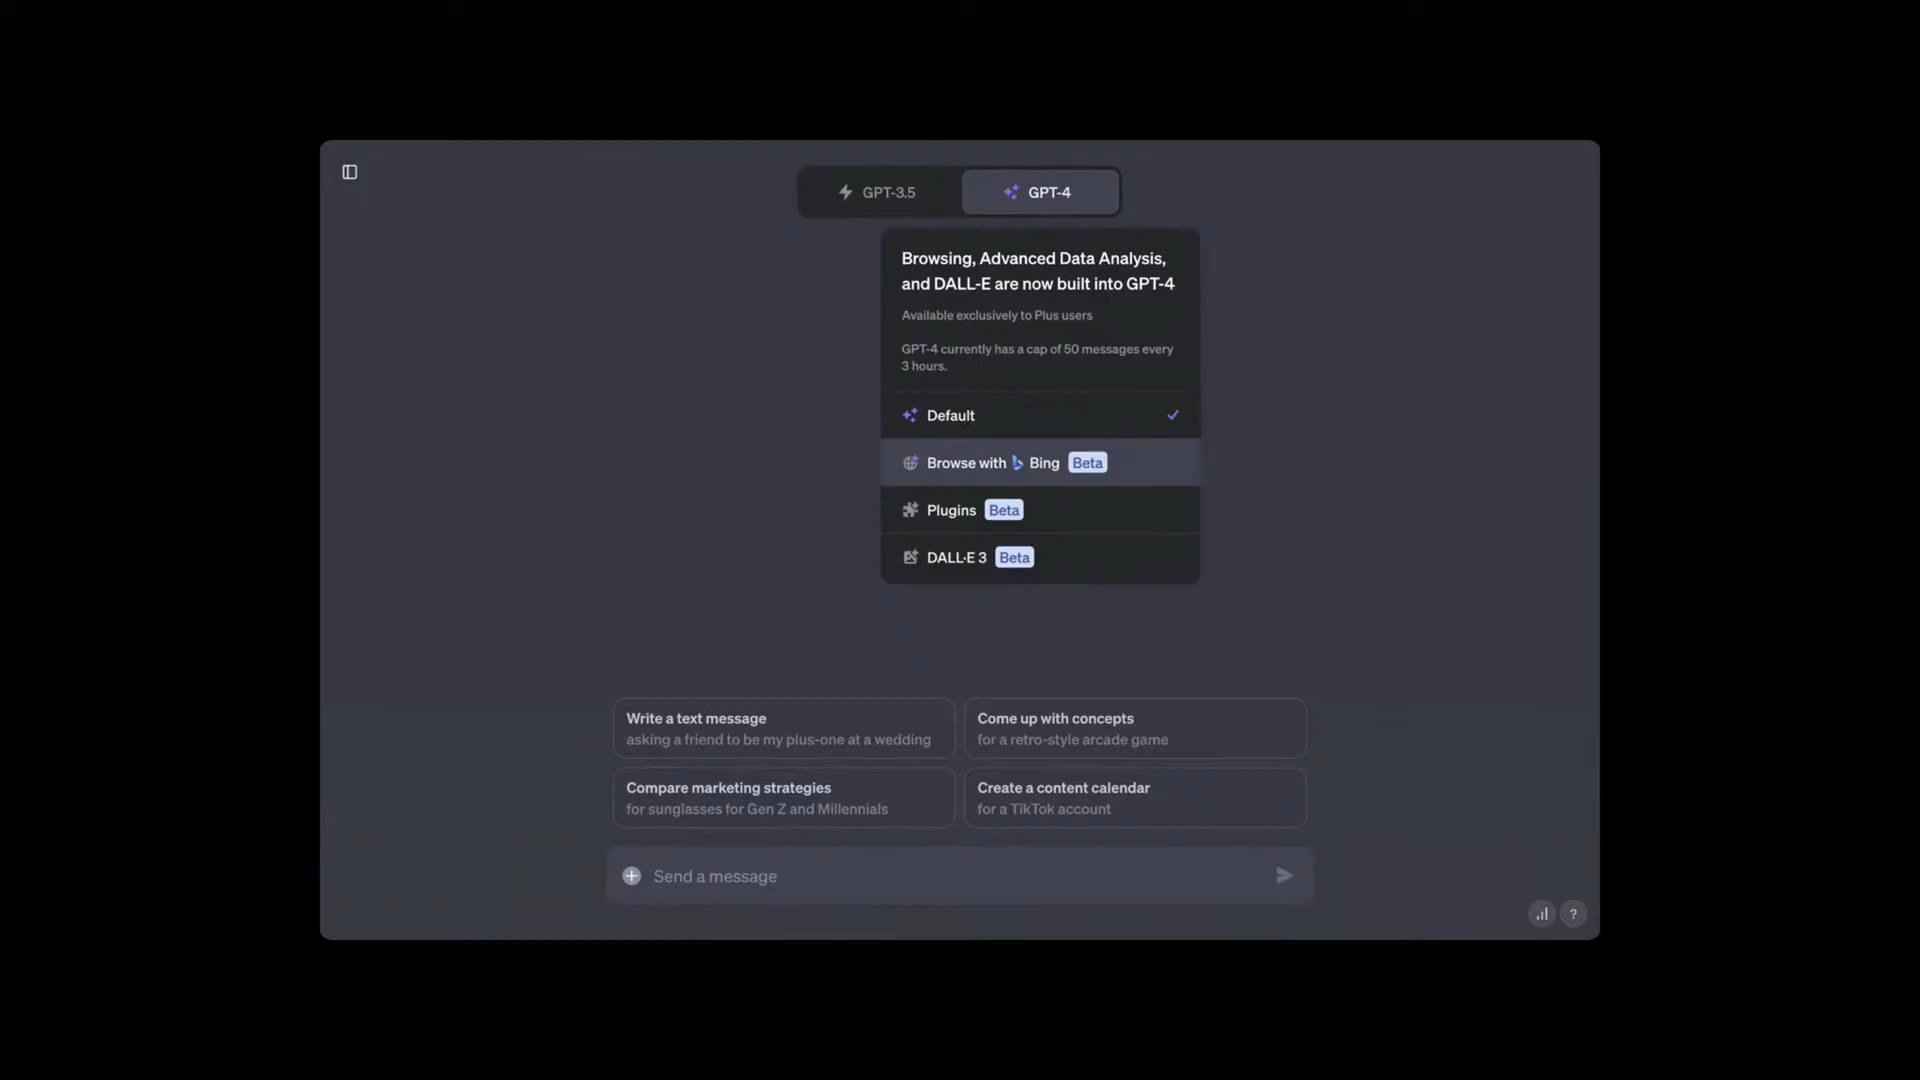 GPT-3.5
GPT-4
Browsing, Advanced Data Analysis,
and DALL-E are now built into GPT-4
Available exclusively to Plus users
GPT-4 currently has a cap of 50 messages every
3 hours.
Default
Browse with Bing Beta
Plugins Beta
DALL·E 3 Beta
Write a text message
asking a friend to be my plus-one at a wedding
Come up with concepts
for a retro-style arcade game
Compare marketing strategies
for sunglasses for Gen Z and Millennials
Create a content calendar
for a TikTok account
Send a message
?